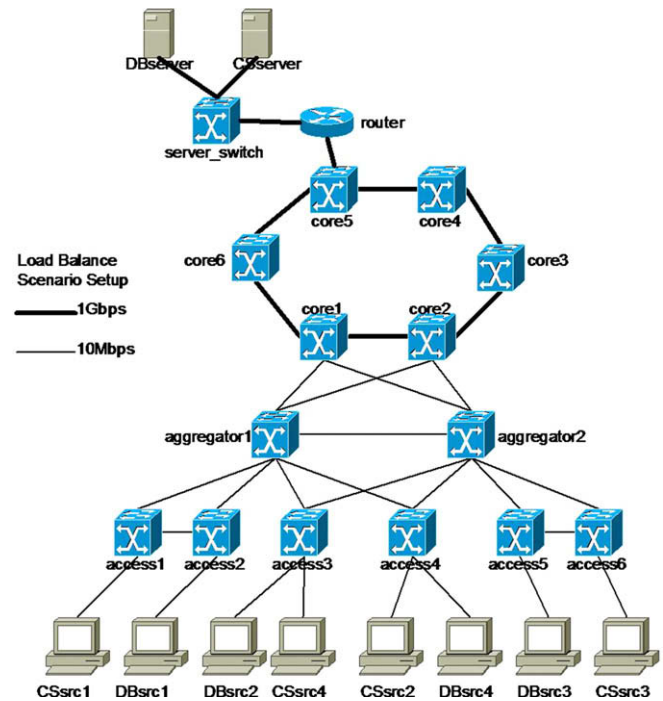 DBserver CSserver
router
server_switch
core5 core4
core6 core3
Load Balance
Scenario Setup
1Gbps
10Mbps
core1 core2
aggregator1 aggregator2
access1 access2 access3 access4 access5 access6
CSsrc1 DBsrc1 DBsrc2 CSsrc4 CSsrc2 DBsrc4 DBsrc3 CSsrc3